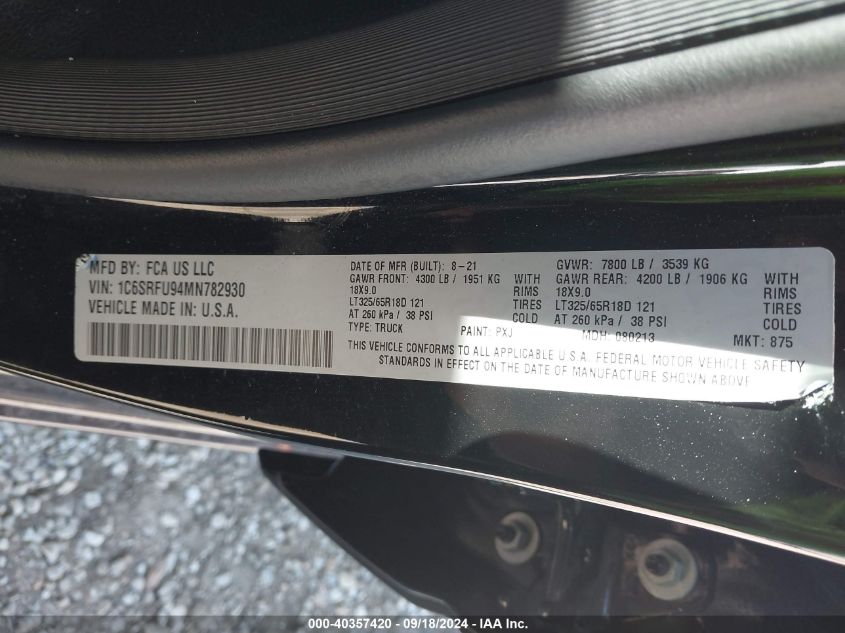 MFD BY: FCA US LLC
VIN: 1C6SRFU94MN782930
VEHICLE MADE IN: U.S.A.
DATE OF MFR (BUILT): 8-21
GAWR FRONT: 4300 LB / 1951 KG
18X9.0 RIMS
LT325/65R18D 121 TIRES
AT 260 kPa / 38 PSI COLD
TYPE: TRUCK
GVWR: 7800 LB / 3539 KG
GAWR REAR: 4200 LB / 1906 KG
WITH
18X9.0 RIMS
LT325/65R18D 121 TIRES
AT 260 kPa / 38 PSI COLD
PAINT: PXJ MDH: 080213 MKT: 875
THIS VEHICLE CONFORMS TO ALL APPLICABLE U.S.A. FEDERAL MOTOR VEHICLE SAFETY
STANDARDS IN EFFECT ON THE DATE OF MANUFACTURE SHOWN ABOVE
000-40357420 - 09/18/2024 - IAA Inc.